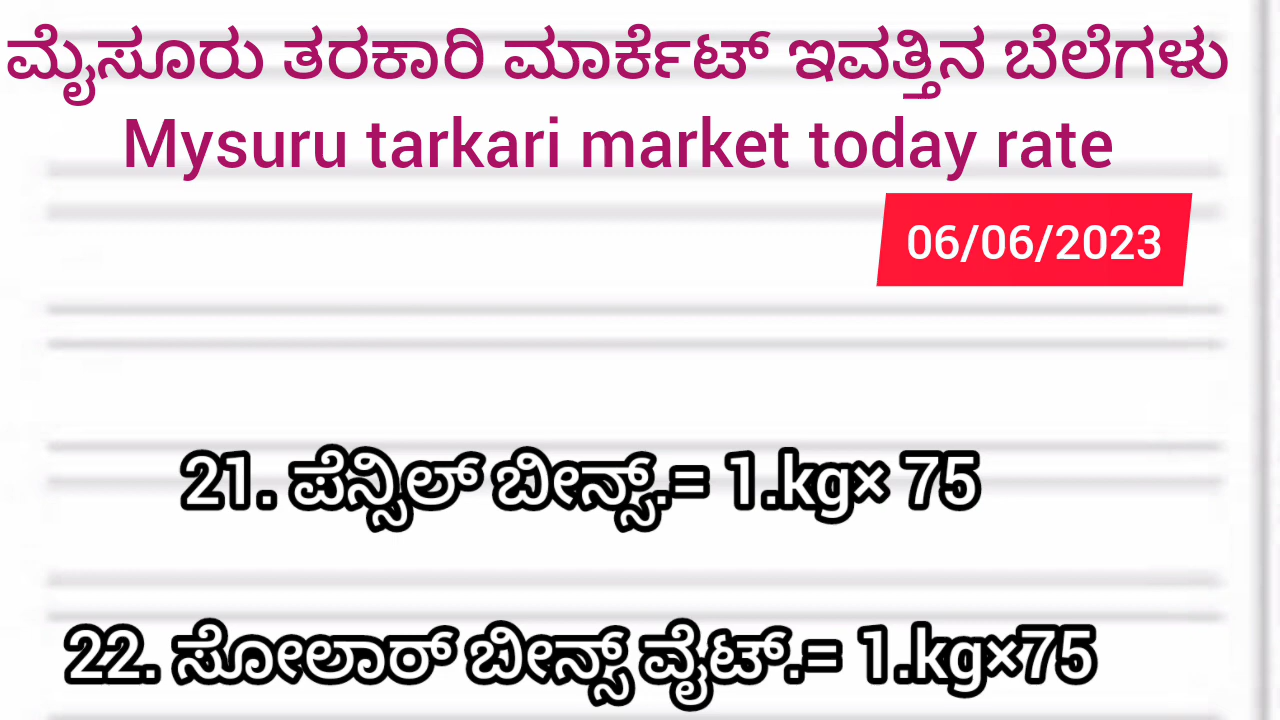 ಮೈಸೂರು ತರಕಾರಿ ಮಾರ್ಕೆಟ್ ಇವತ್ತಿನ ಬೆಲೆಗಳು
Mysuru tarkari market today rate
06/06/2023
21. ಪೆನ್ಸಿಲ್ ಬೀನ್ಸ್.= 1.kg× 75
22. ಸೋಲಾರ್ ಬೀನ್ಸ್ ವೈಟ್.= 1.kg×75